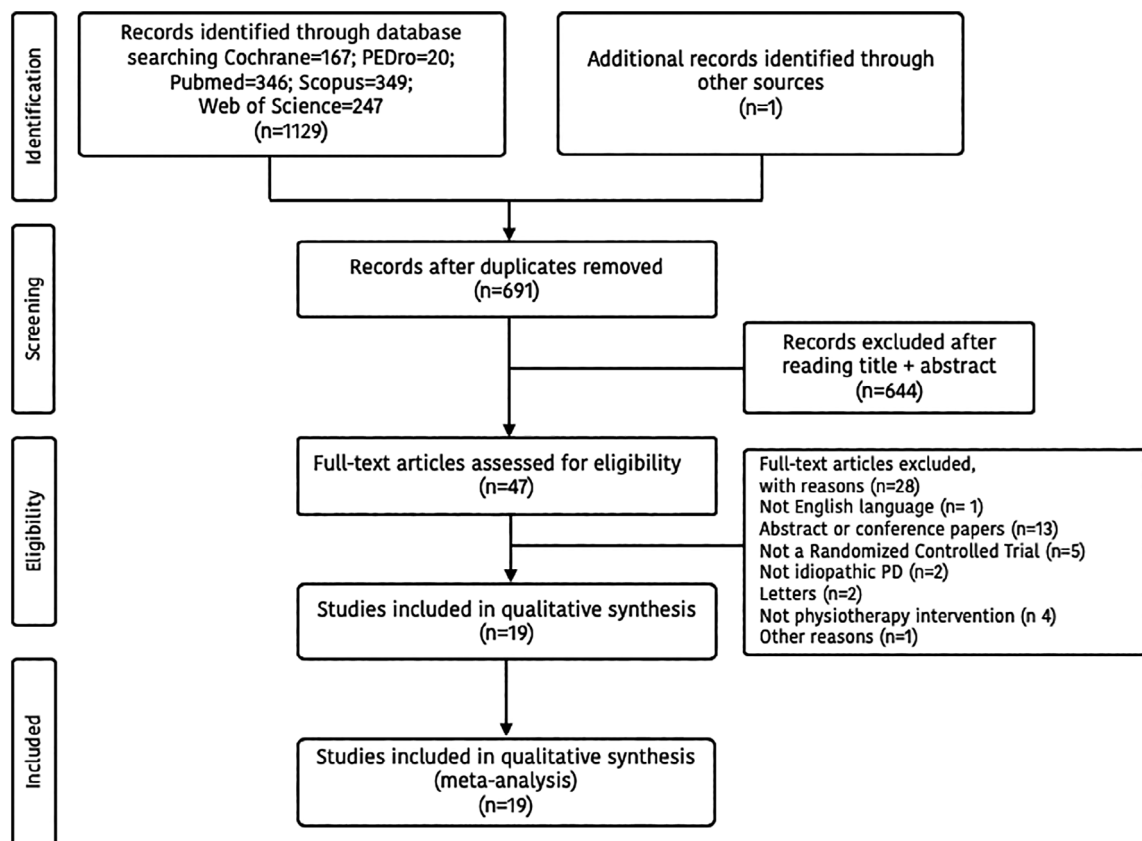 Identification
Records identified through database
searching Cochrane=167; PEDro=20;
Pubmed=346; Scopus=349;
Web of Science=247
(n=1129)
Additional records identified through
other sources
(n=1)
Screening
Records after duplicates removed
(n=691)
Records excluded after
reading title + abstract
(n=644)
Eligibility
Full-text articles assessed for eligibility
(n=47)
Full-text articles excluded,
with reasons (n=28)
Not English language (n= 1)
Abstract or conference papers (n=13)
Not a Randomized Controlled Trial (n=5)
Not idiopathic PD (n=2)
Letters (n=2)
Not physiotherapy intervention (n 4)
Other reasons (n=1)
Studies included in qualitative synthesis
(n=19)
Included
Studies included in qualitative synthesis
(meta-analysis)
(n=19)